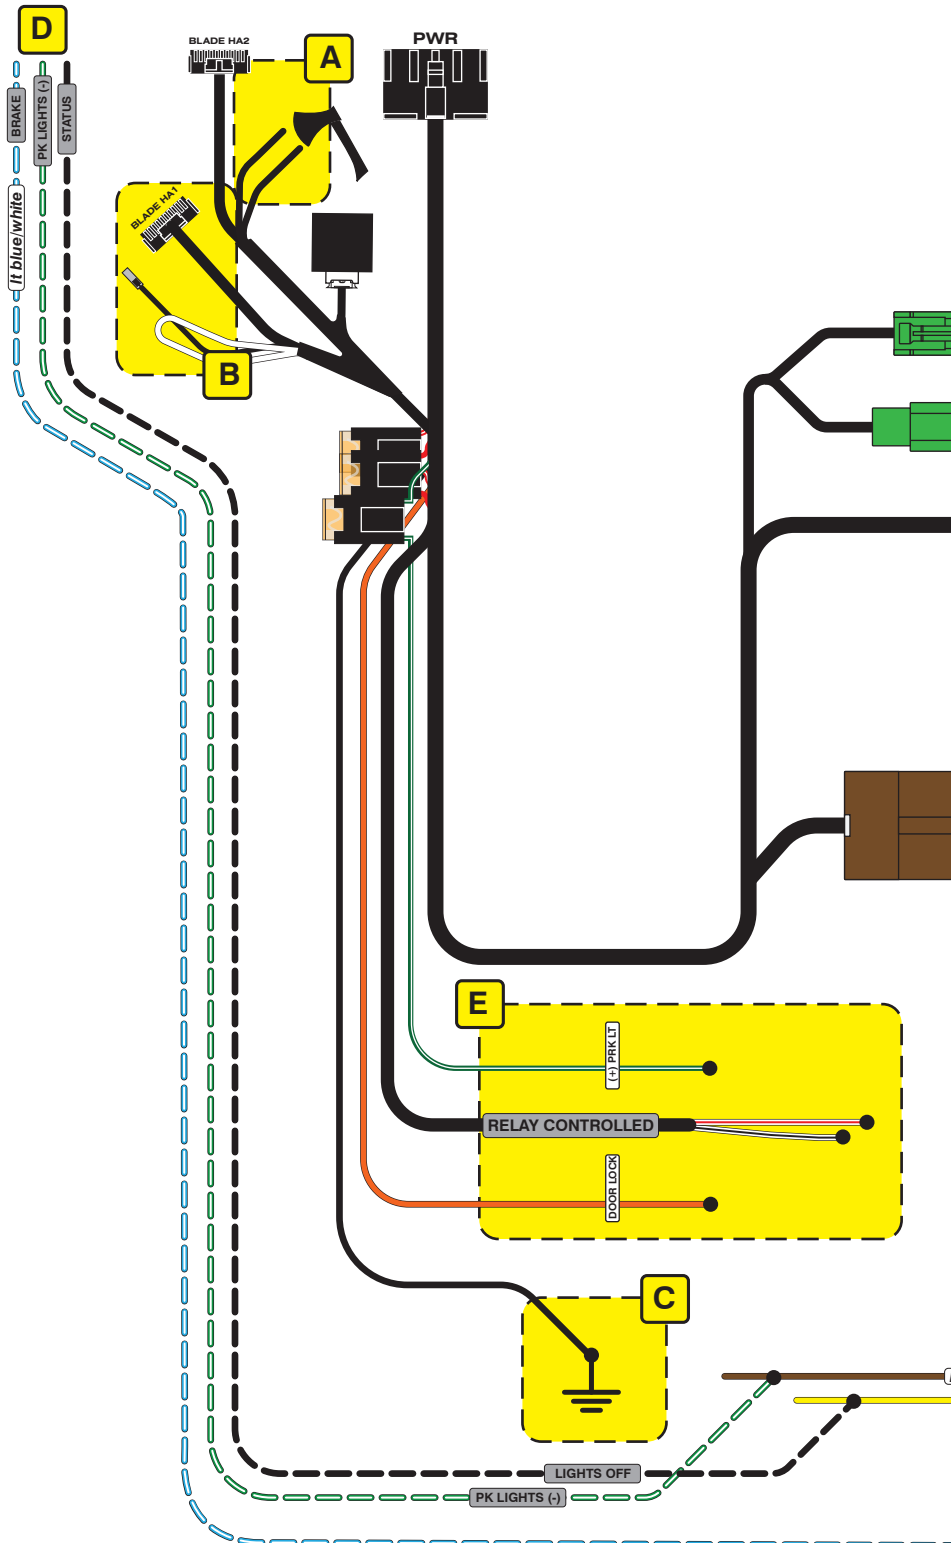 D
BLADE HA2
A
PWR
BRAKE
PK LIGHTS (-)
STATUS
lt blue/white
BLADE HA1
B
E
(+) PRK LT
RELAY CONTROLLED
DOOR LOCK
C
LIGHTS OFF
PK LIGHTS (-)